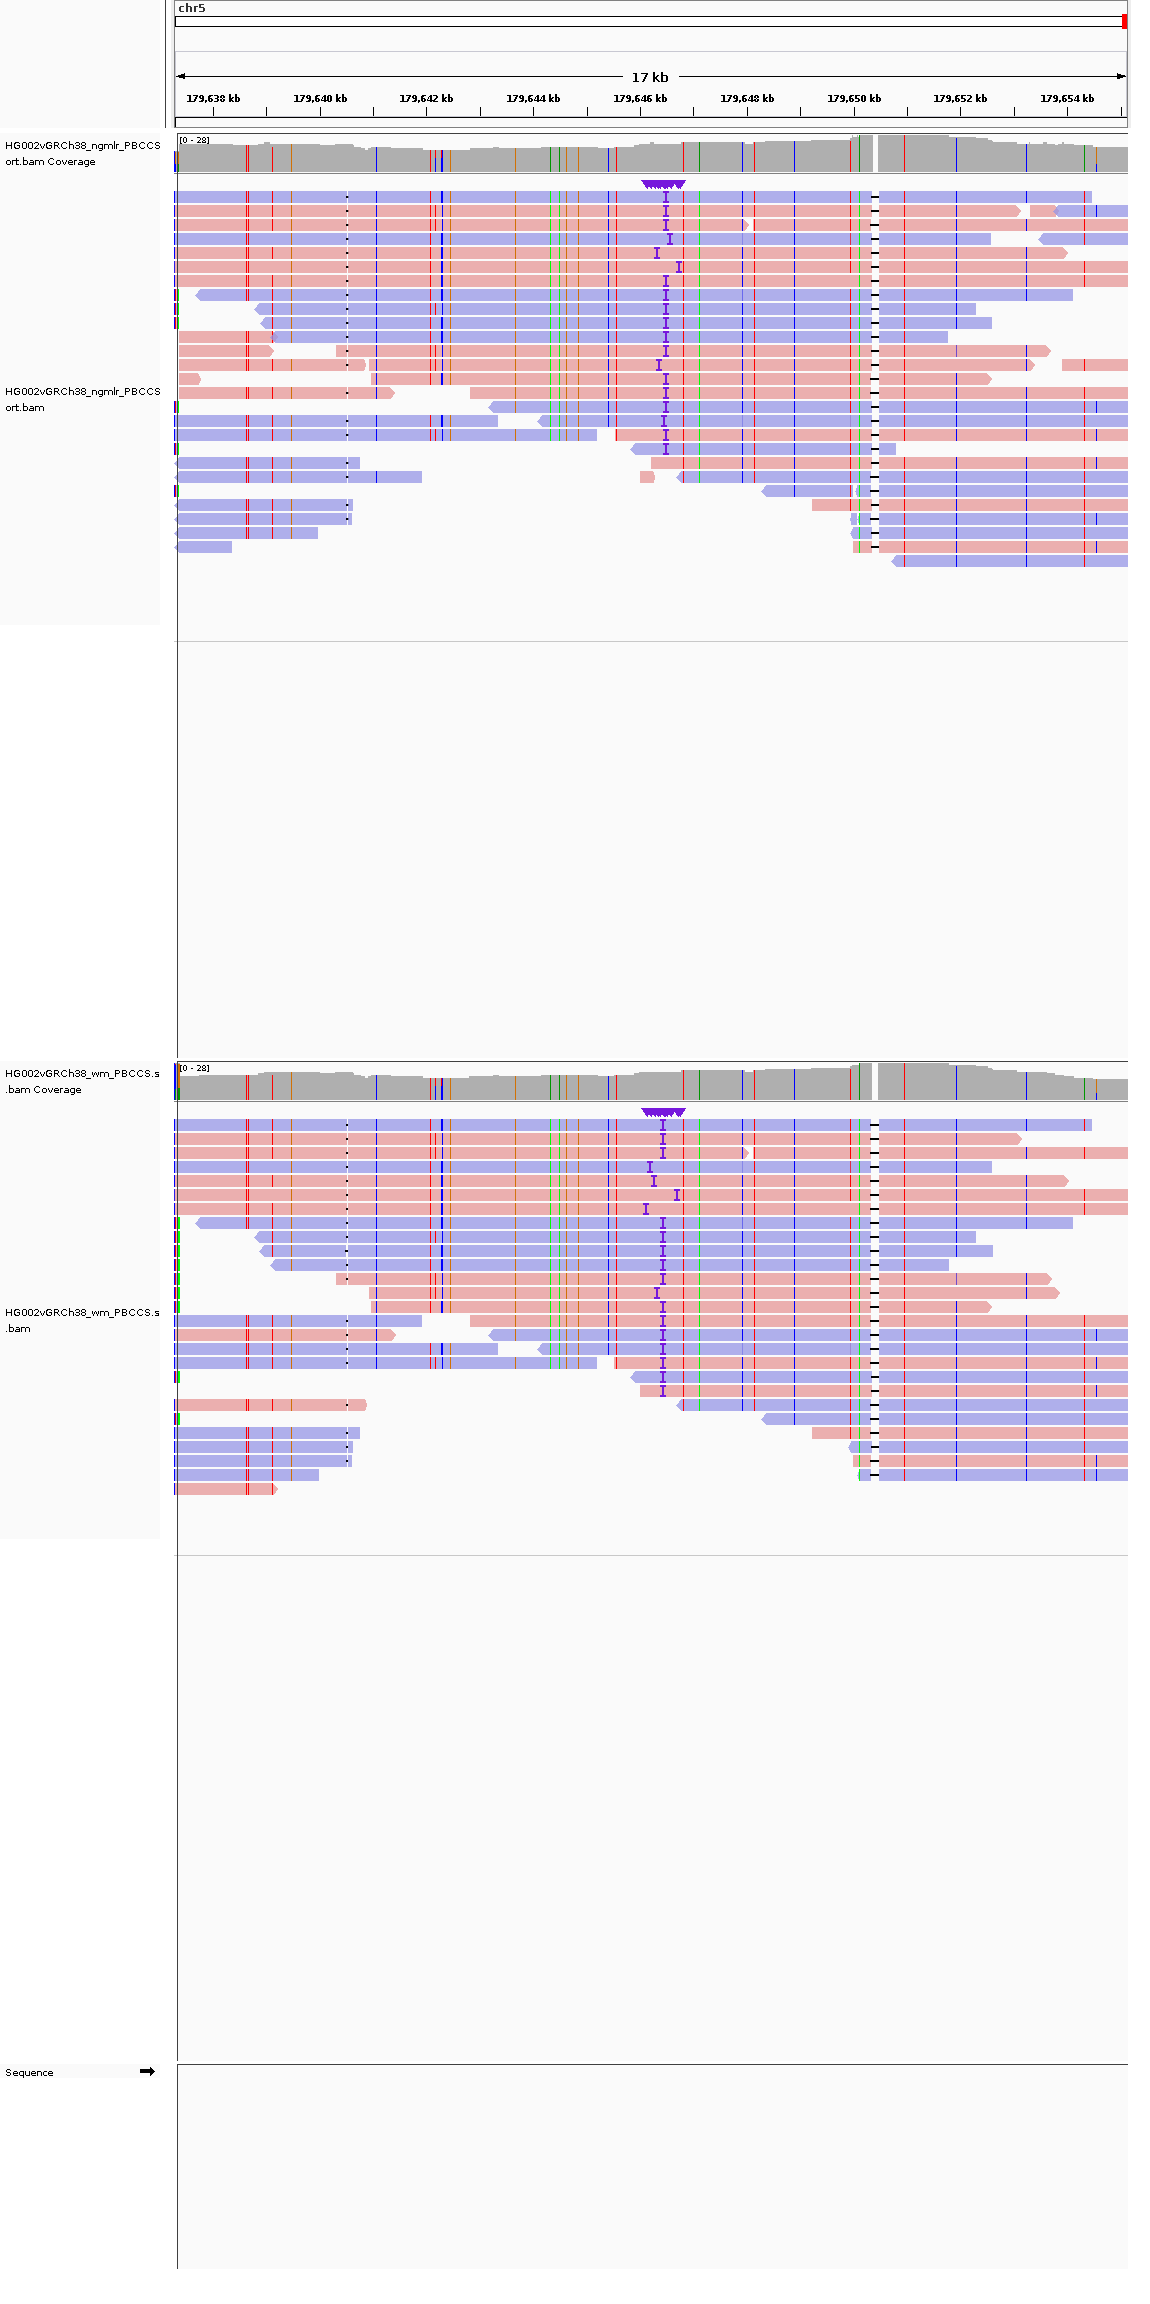 chr5
17 kb
179,638 kb 179,640 kb 179,642 kb 179,644 kb 179,646 kb 179,648 kb 179,650 kb 179,652 kb 179,654 kb
HG002vGRCh38_ngmlr_PBCCS
ort.bam Coverage
[0 - 28]
HG002vGRCh38_ngmlr_PBCCS
ort.bam
HG002vGRCh38_wm_PBCCS.s
.bam Coverage
[0 - 28]
HG002vGRCh38_wm_PBCCS.s
.bam
Sequence